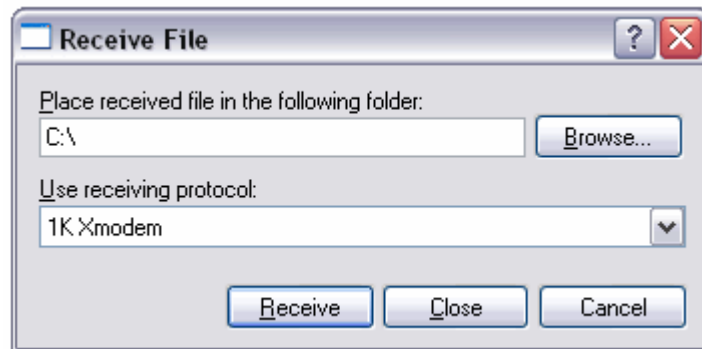 Receive File
Place received file in the following folder:
C:\
Browse...
Use receiving protocol:
1K Xmodem
Receive Close Cancel